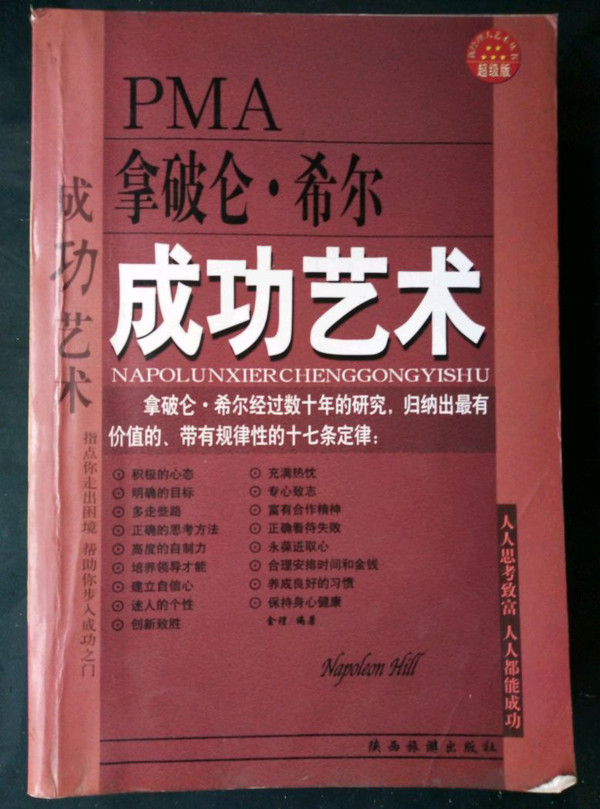 超级版
PMA
拿破仑·希尔
成功艺术
NAPOLUNXIERCHENGGONGYISHU
拿破仑·希尔经过数十年的研究，归纳出最有
价值的、带有规律性的十七条定律：
积极的心态
明确的目标
多走些路
正确的思考方法
高度的自制力
培养领导才能
建立自信心
迷人的个性
创新致胜
充满热忱
专心致志
富有合作精神
正确看待失败
永葆进取心
合理安排时间和金钱
养成良好的习惯
保持身心健康
编著
Napoleon Hill
陕西旅游出版社
人人思考致富 人人都能成功
成功艺术
指点你走出困境 帮助你步入成功之门